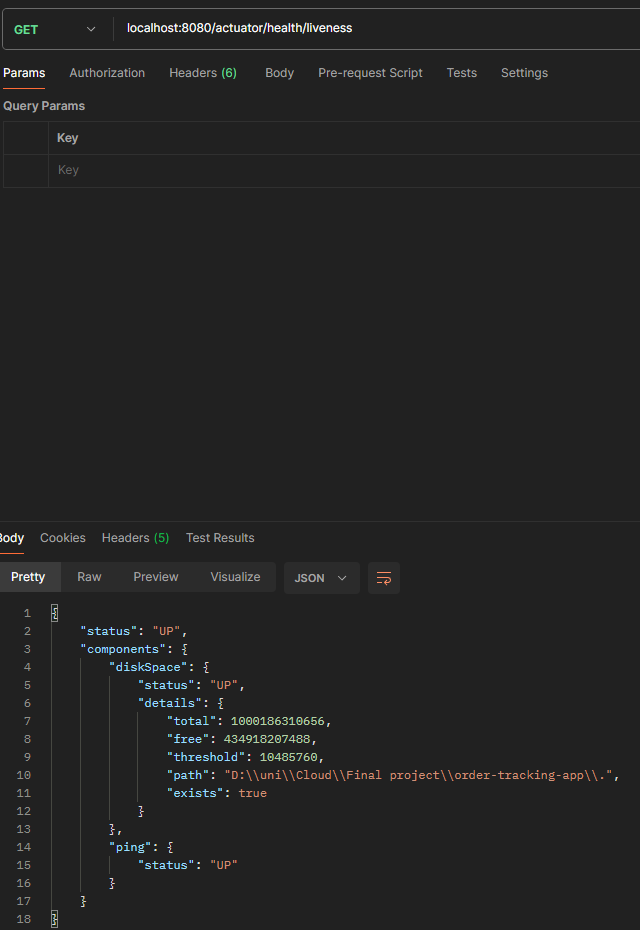 GET localhost:8080/actuator/health/liveness
Params Authorization Headers (6) Body Pre-request Script Tests Settings
Query Params
Key
Key
Body Cookies Headers (5) Test Results
Pretty Raw Preview Visualize JSON
1 {
2 "status": "UP",
3 "components": {
4 "diskSpace": {
5 "status": "UP",
6 "details": {
7 "total": 1000186310656,
8 "free": 434918207488,
9 "threshold": 10485760,
10 "path": "D:\\uni\\Cloud\\Final project\\order-tracking-app\\.",
11 "exists": true
12 }
13 },
14 "ping": {
15 "status": "UP"
16 }
17 }
18 }